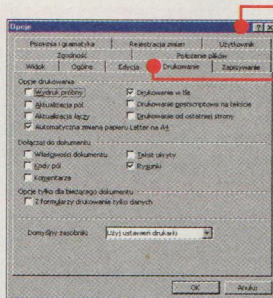 Opcje
Pisownia i gramatyka Rejestracja zmian Użytkownik
Zgodność Położenie plików
Widok Ogólne Edycja Drukowanie Zapisywanie
Opcje drukowania
Wydruk próbny Drukowanie w tle
Aktualizacja pól Drukowanie postscriptowe na tekście
Aktualizacja łączy Drukowanie od ostatniej strony
Automatyczna zmiana papieru Letter na A4
Dołączaj do dokumentu
Właściwości dokumentu Tekst ukryty
Kody pól Rysunki
Komentarze
Opcje tylko dla bieżącego dokumentu
Z formularzy drukowanie tylko danych
Domyślny zasobnik: Użyj ustawień drukarki
OK Anuluj